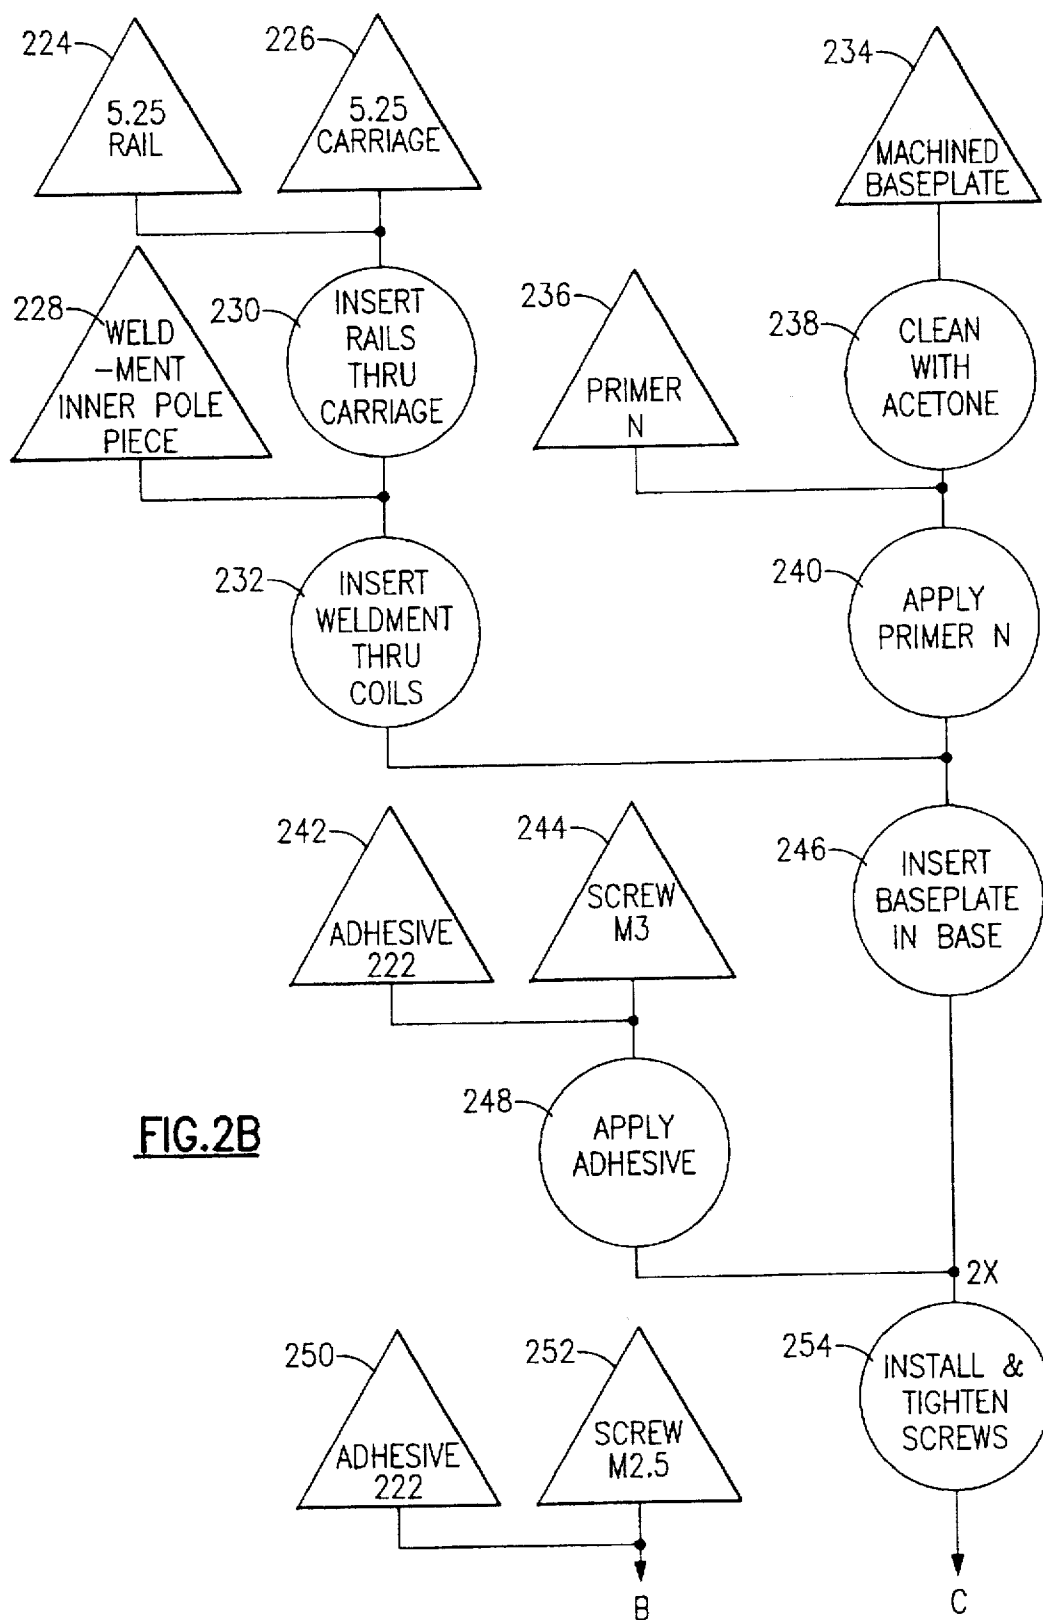 224
5.25
RAIL
226
5.25
CARRIAGE
234
MACHINED
BASEPLATE
228
WELD
-MENT
INNER POLE
PIECE
230
INSERT
RAILS
THRU
CARRIAGE
236
PRIMER
N
238
CLEAN
WITH
ACETONE
232
INSERT
WELDMENT
THRU
COILS
240
APPLY
PRIMER N
242
ADHESIVE
222
244
SCREW
M3
246
INSERT
BASEPLATE
IN BASE
248
APPLY
ADHESIVE
FIG.2B
2X
250
ADHESIVE
222
252
SCREW
M2.5
254
INSTALL &
TIGHTEN
SCREWS
B
C